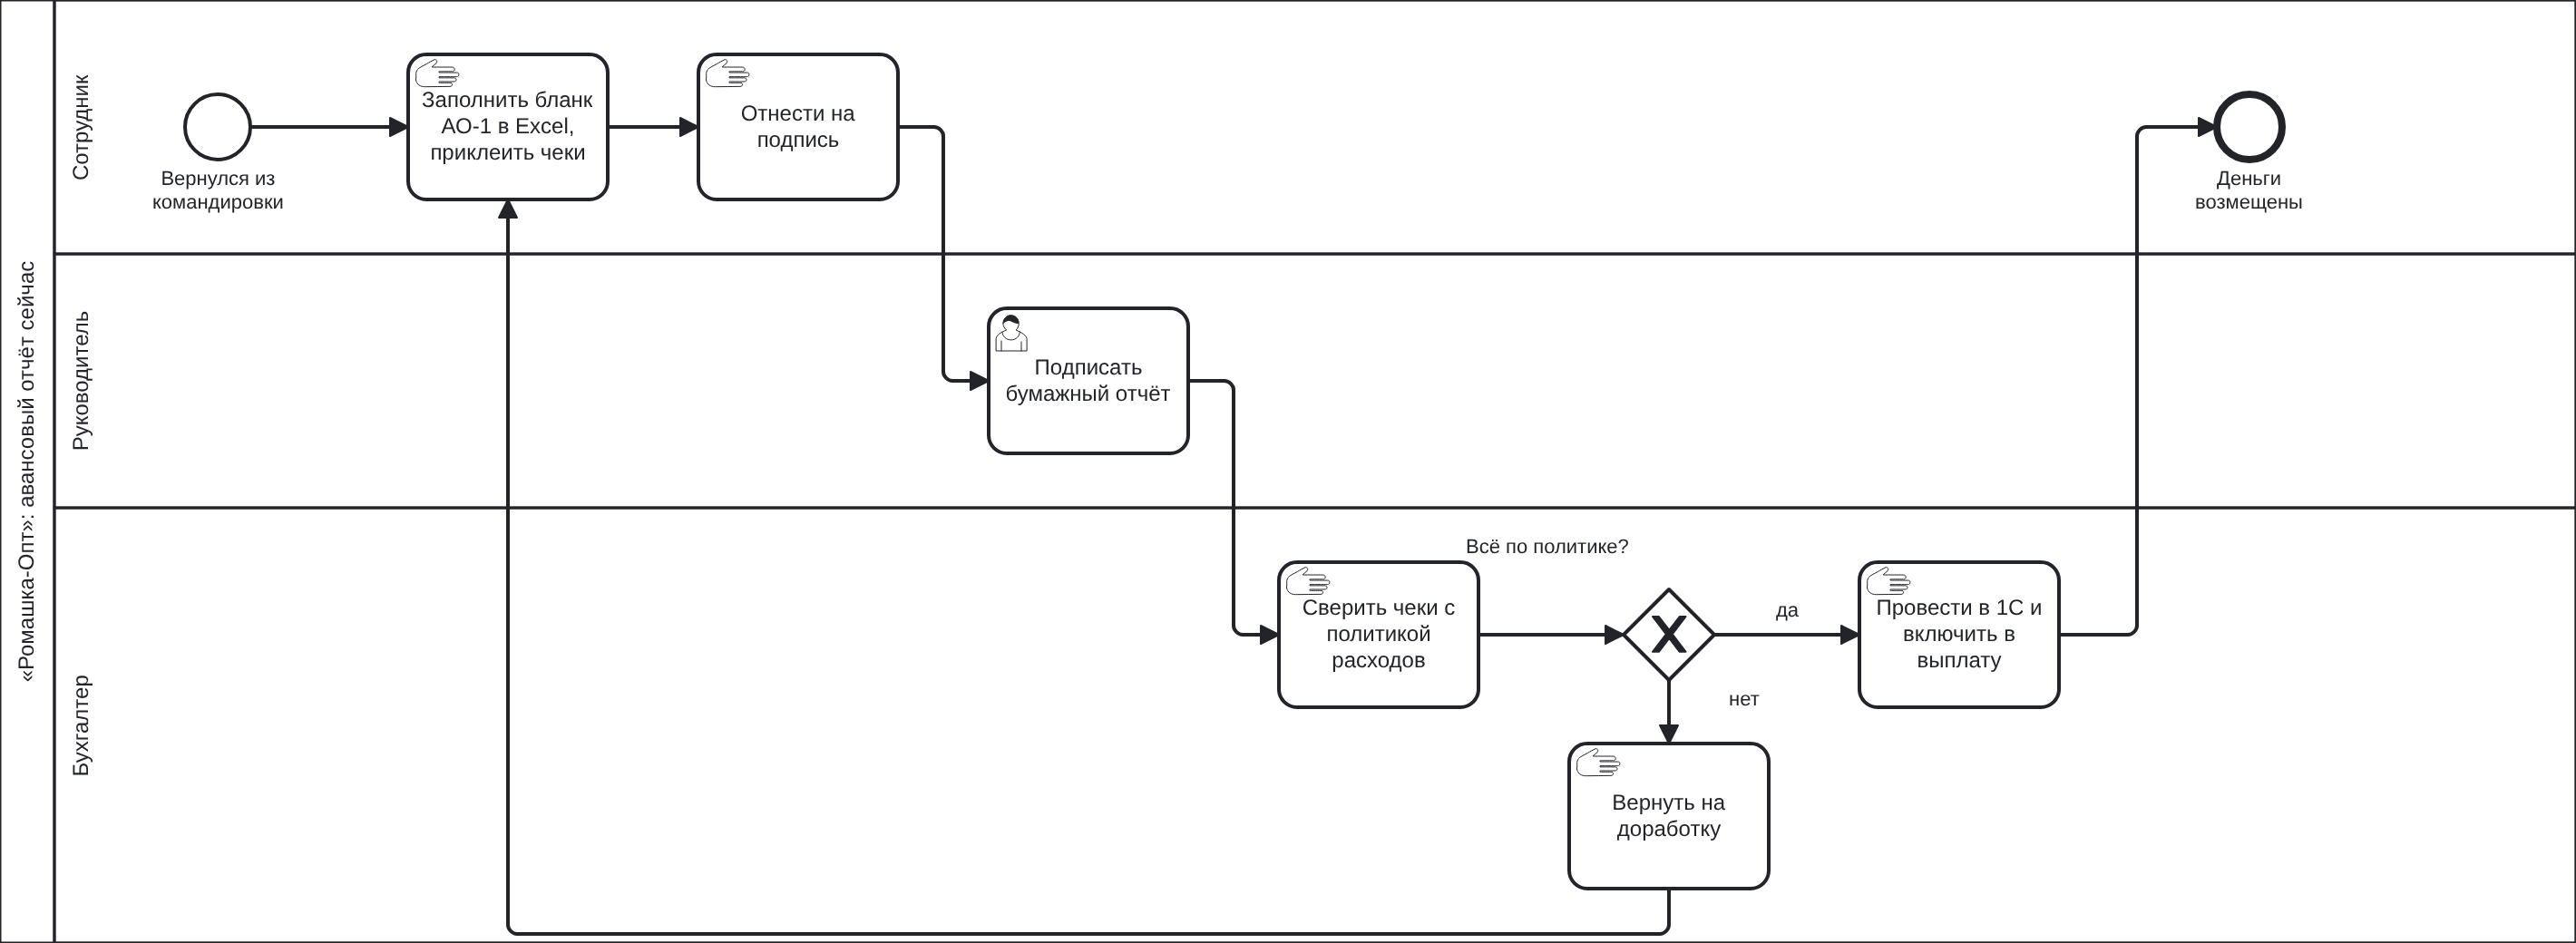 «Ромашка-Опт»: авансовый отчёт сейчас
Сотрудник
Вернулся из
командировки
Заполнить бланк
АО-1 в Excel,
приклеить чеки
Отнести на
подпись
Деньги
возмещены
Руководитель
Подписать
бумажный отчёт
Бухгалтер
Сверить чеки с
политикой
расходов
Всё по политике?
да
нет
Провести в 1С и
включить в
выплату
Вернуть на
доработку